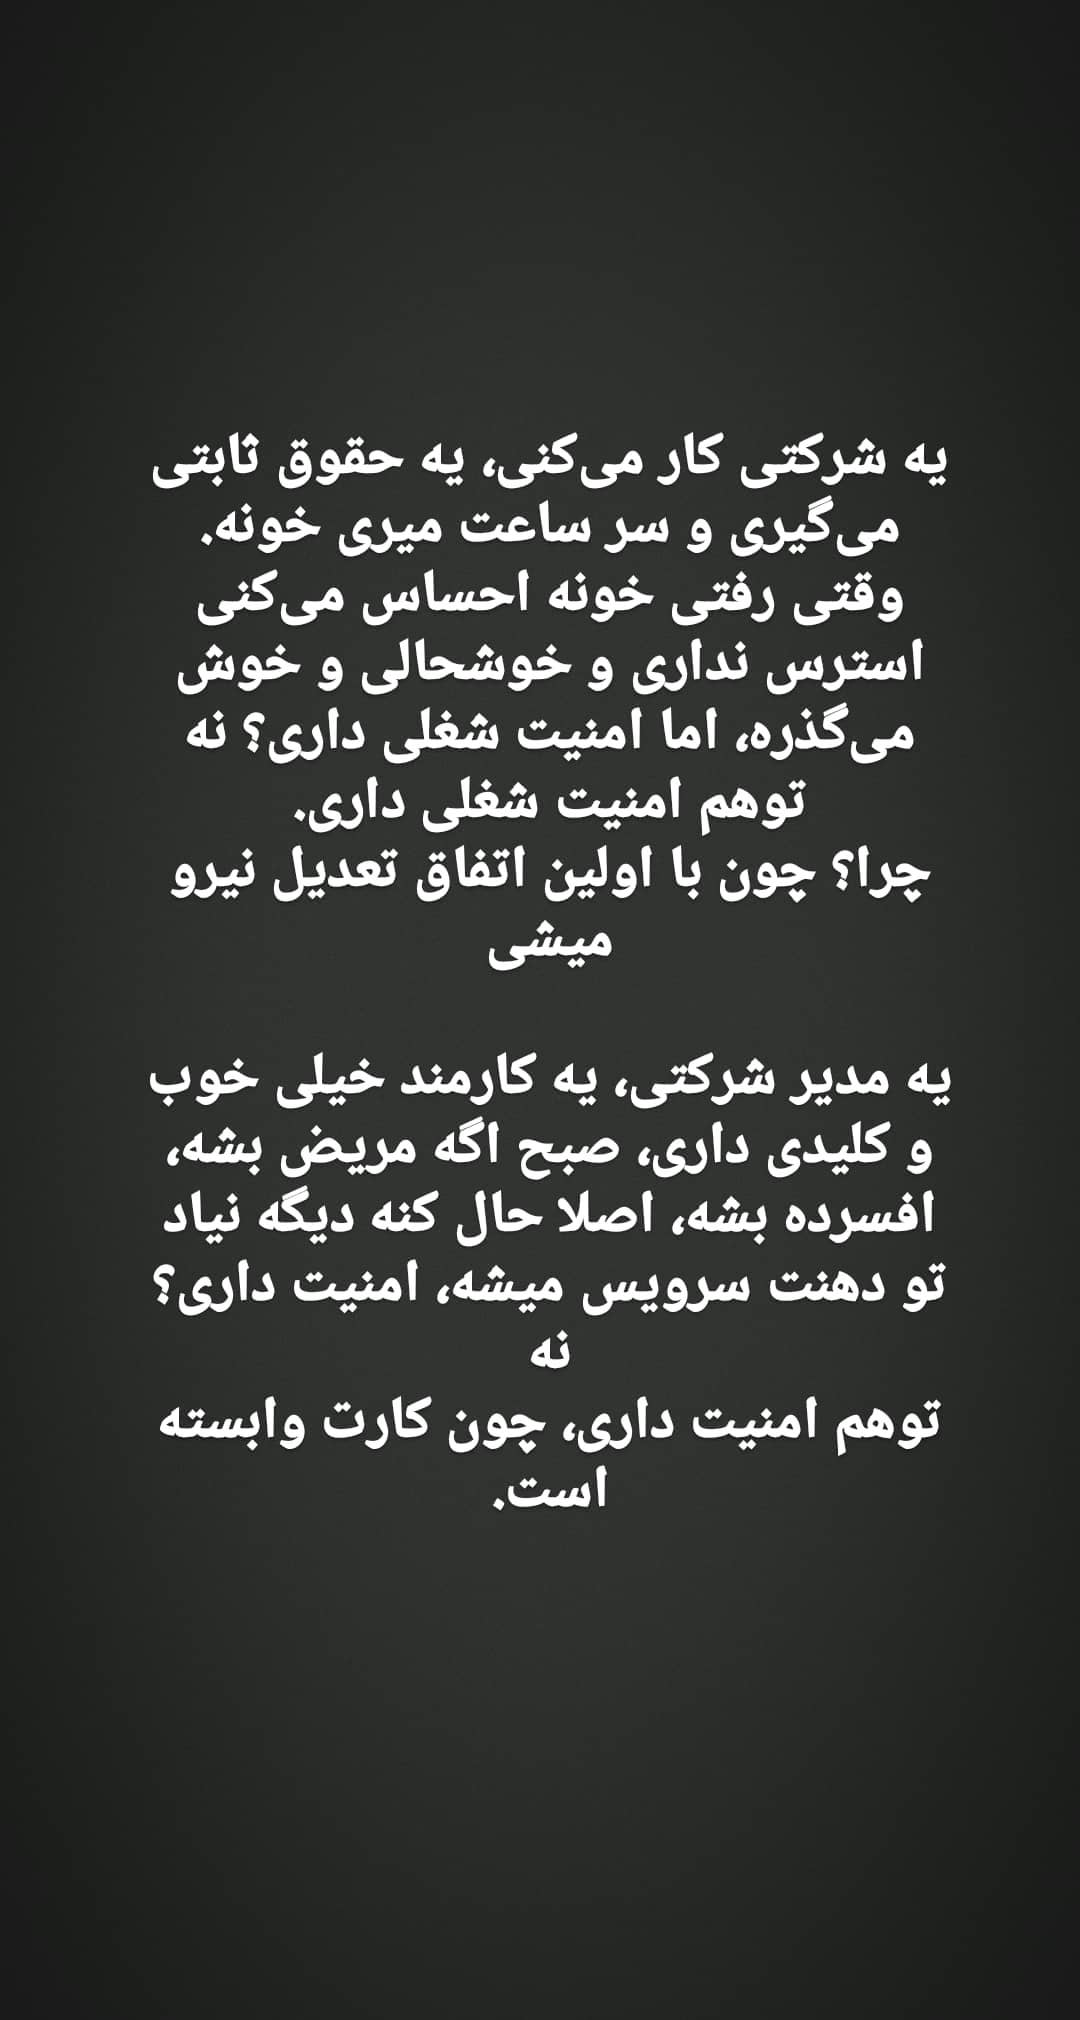 یه شرکتی کار می‌کنی، یه حقوق ثابتی
می‌گیری و سر ساعت میری خونه.
وقتی رفتی خونه احساس می‌کنی
استرس نداری و خوشحالی و خوش
می‌گذره، اما امنیت شغلی داری؟ نه
توهم امنیت شغلی داری.
چرا؟ چون با اولین اتفاق تعدیل نیرو
میشی
یه مدیر شرکتی، یه کارمند خیلی خوب
و کلیدی داری، صبح اگه مریض بشه،
افسرده بشه، اصلا حال کنه دیگه نیاد
تو دهنت سرویس میشه، امنیت داری؟
نه
توهم امنیت داری، چون کارت وابسته
است.